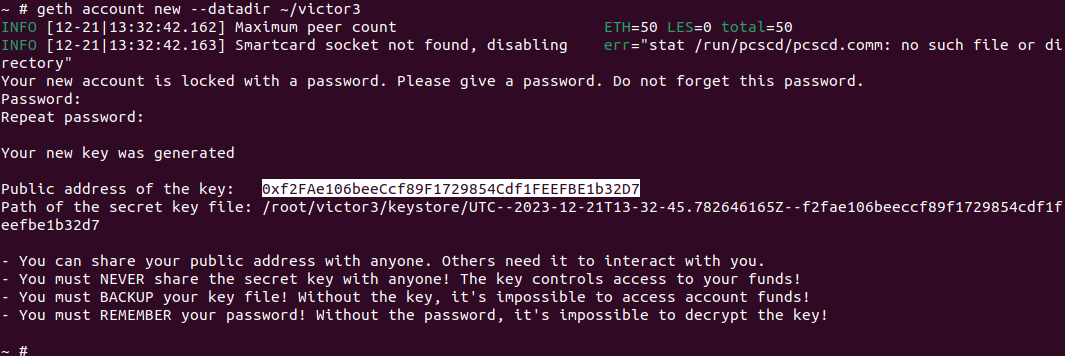 ~ # geth account new --datadir ~/victor3
INFO [12-21|13:32:42.162] Maximum peer count                       ETH=50 LES=0 total=50
INFO [12-21|13:32:42.163] Smartcard socket not found, disabling    err="stat /run/pcscd/pcscd.comm: no such file or di
rectory"
Your new account is locked with a password. Please give a password. Do not forget this password.
Password:
Repeat password:
Your new key was generated
Public address of the key:   0xf2FAe106beeCcf89F1729854Cdf1FEEFBE1b32D7
Path of the secret key file: /root/victor3/keystore/UTC--2023-12-21T13-32-45.782646165Z--f2fae106beeccf89f1729854cdf1f
eefbe1b32d7
- You can share your public address with anyone. Others need it to interact with you.
- You must NEVER share the secret key with anyone! The key controls access to your funds!
- You must BACKUP your key file! Without the key, it's impossible to access account funds!
- You must REMEMBER your password! Without the password, it's impossible to decrypt the key!
~ #